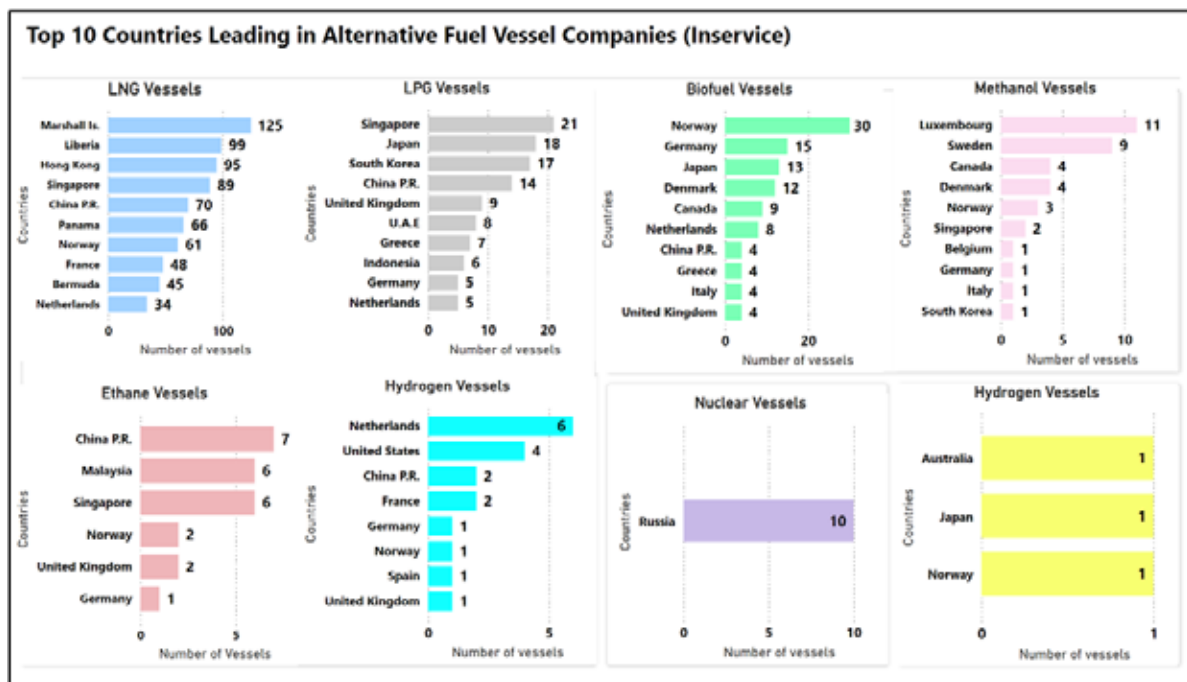 Top 10 Countries Leading in Alternative Fuel Vessel Companies (Inservice)
LNG Vessels
Countries
Marshall Is. 125
Liberia 99
Hong Kong 95
Singapore 89
China P.R. 70
Panama 66
Norway 61
France 48
Bermuda 45
Netherlands 34
0 100
Number of vessels
LPG Vessels
Countries
Singapore 21
Japan 18
South Korea 17
China P.R. 14
United Kingdom 9
U.A.E 8
Greece 7
Indonesia 6
Germany 5
Netherlands 5
0 10 20
Number of vessels
Biofuel Vessels
Countries
Norway 30
Germany 15
Japan 13
Denmark 12
Canada 9
Netherlands 8
China P.R. 4
Greece 4
Italy 4
United Kingdom 4
0 20
Number of vessels
Methanol Vessels
Countries
Luxembourg 11
Sweden 9
Canada 4
Denmark 4
Norway 3
Singapore 2
Belgium 1
Germany 1
Italy 1
South Korea 1
0 5 10
Number of vessels
Ethane Vessels
Countries
China P.R. 7
Malaysia 6
Singapore 6
Norway 2
United Kingdom 2
Germany 1
0 5
Number of Vessels
Hydrogen Vessels
Countries
Netherlands 6
United States 4
China P.R. 2
France 2
Germany 1
Norway 1
Spain 1
United Kingdom 1
0 5
Number of vessels
Nuclear Vessels
Countries
Russia 10
0 5 10
Number of vessels
Hydrogen Vessels
Countries
Australia 1
Japan 1
Norway 1
0 1
Number of vessels